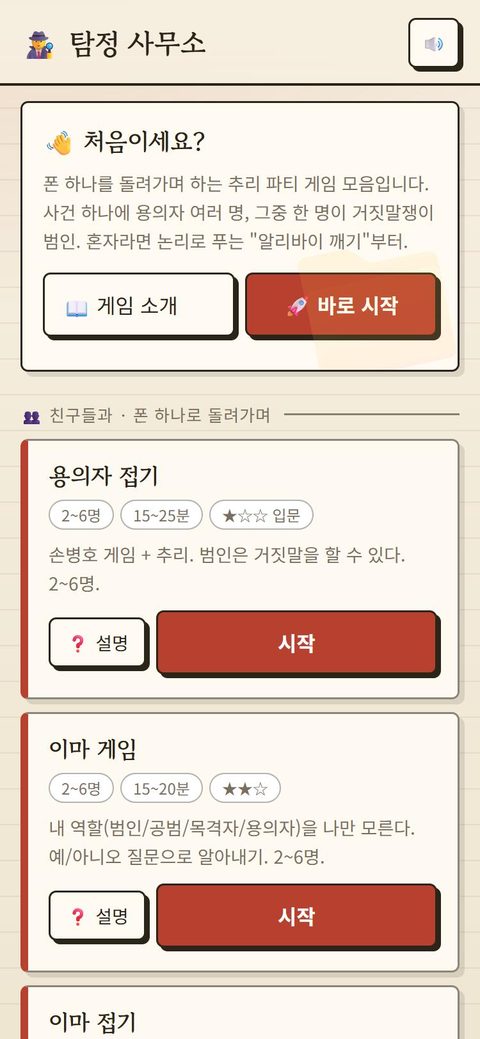 탐정 사무소
처음이세요?
폰 하나를 돌려가며 하는 추리 파티 게임 모음입니다.
사건 하나에 용의자 여러 명, 그중 한 명이 거짓말쟁이
범인. 혼자라면 논리로 푸는 "알리바이 깨기"부터.
게임 소개
바로 시작
친구들과 · 폰 하나로 돌려가며
용의자 접기
2~6명 15~25분 ★☆☆ 입문
손병호 게임 + 추리. 범인은 거짓말을 할 수 있다.
2~6명.
❓ 설명 시작
이마 게임
2~6명 15~20분 ★★☆
내 역할(범인/공범/목격자/용의자)을 나만 모른다.
예/아니오 질문으로 알아내기. 2~6명.
❓ 설명 시작
이마 접기